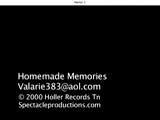 Homemade Memories
Valarie383@aol.com
© 2000 Holler Records Tn
Spectacleproductions.com